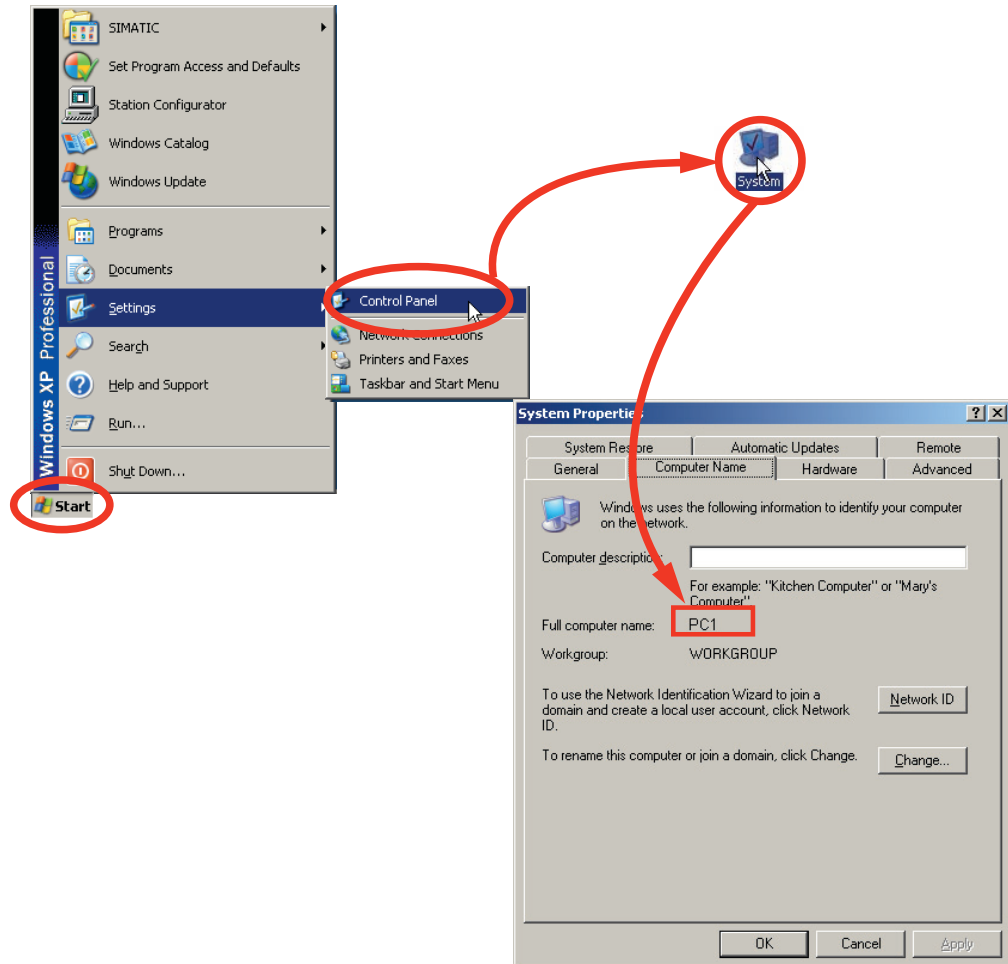 SIMATIC
Set Program Access and Defaults
Station Configurator
Windows Catalog
Windows Update
Programs
Documents
Settings
Search
Help and Support
Run...
Shut Down...
Windows XP Professional
Start
Control Panel
Network Connections
Printers and Faxes
Taskbar and Start Menu
System
System Properties
System Restore
Automatic Updates
Remote
General
Computer Name
Hardware
Advanced
Windows uses the following information to identify your computer
on the network.
Computer description:
For example: "Kitchen Computer" or "Mary's
Computer"
Full computer name: PC1
Workgroup: WORKGROUP
To use the Network Identification Wizard to join a
domain and create a local user account, click Network
ID.
Network ID
To rename this computer or join a domain, click Change.
Change...
OK
Cancel
Apply